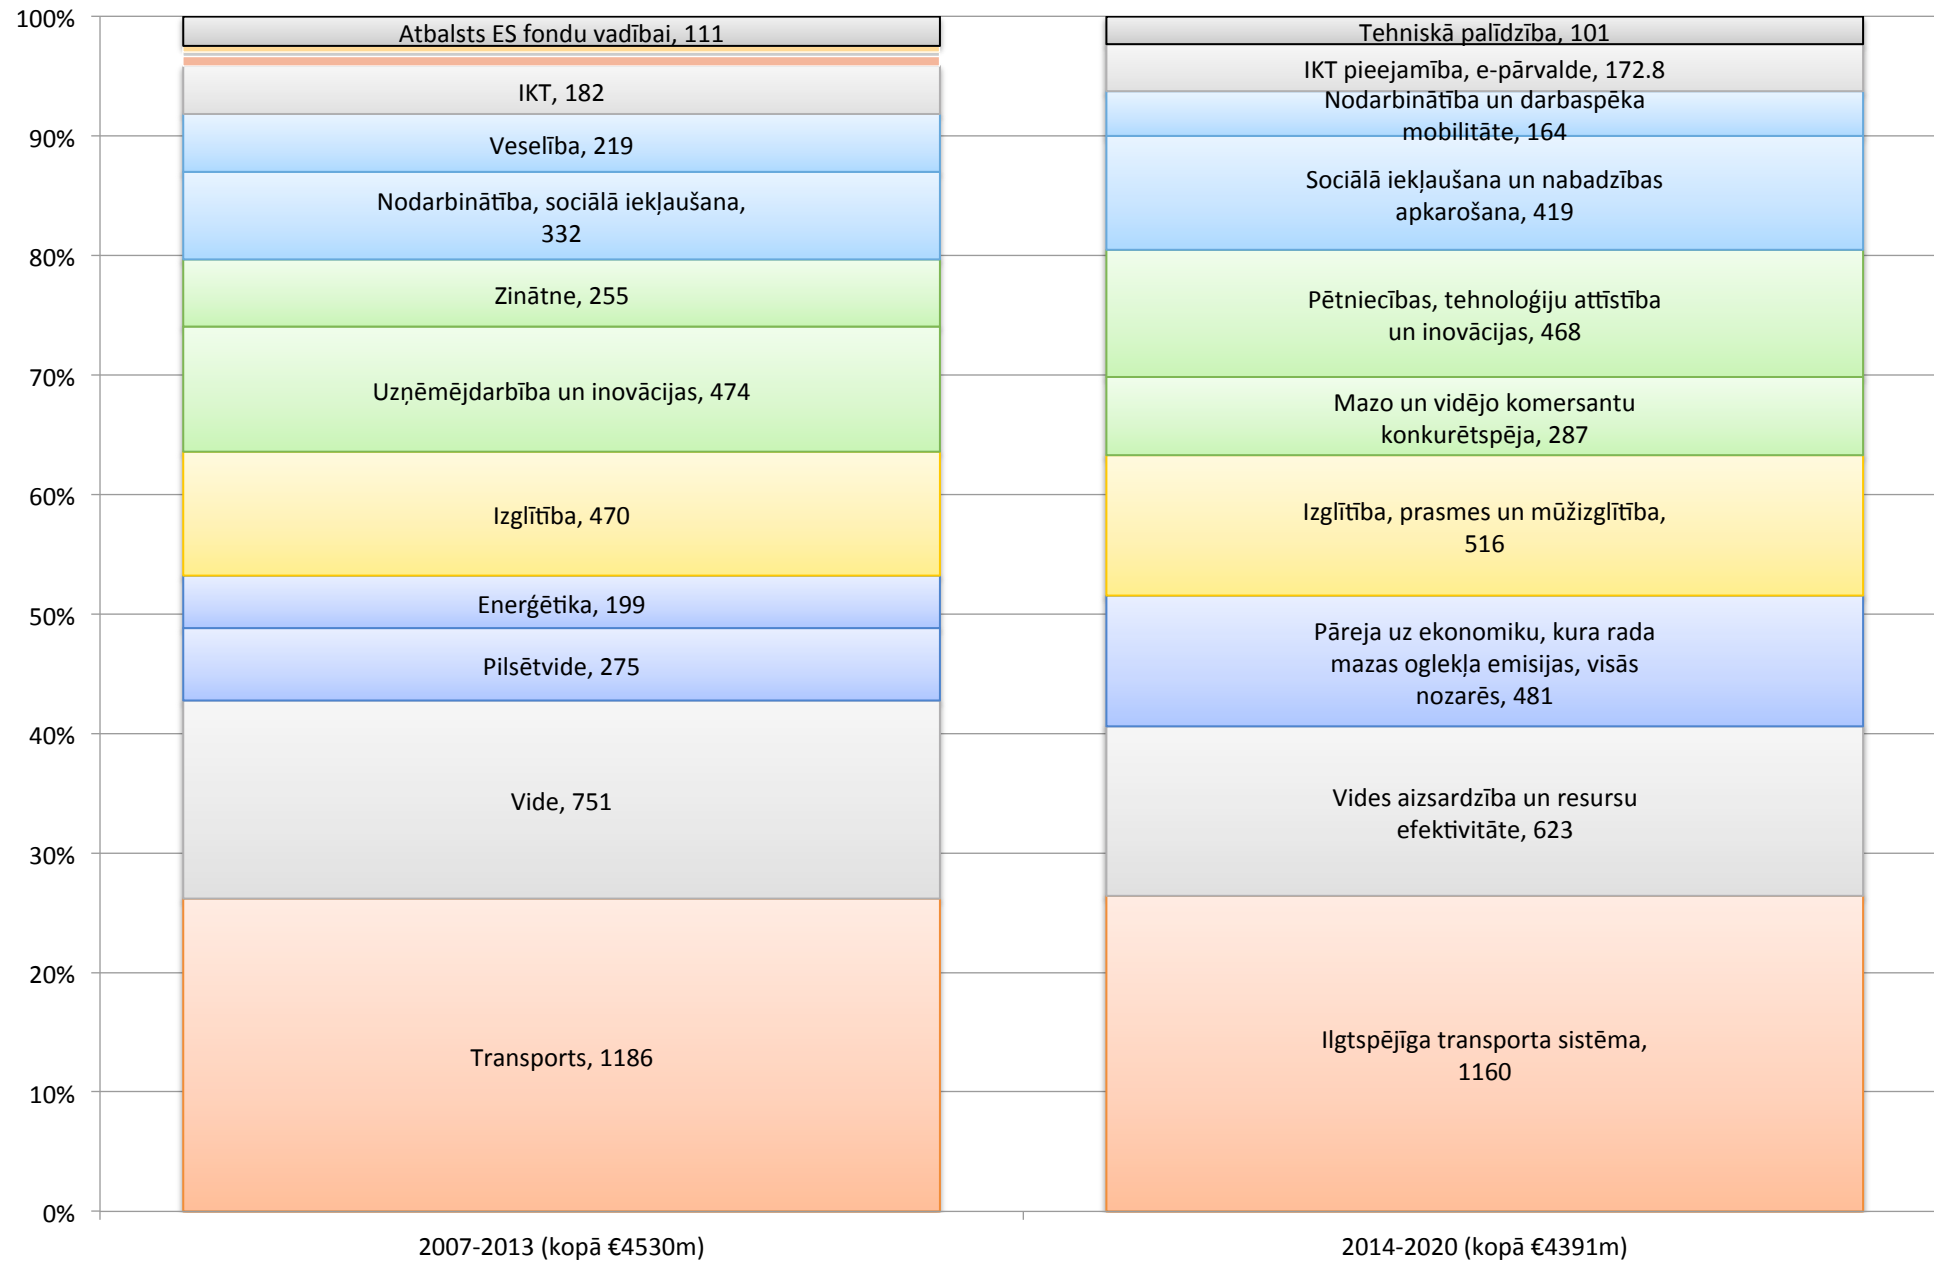 100%
90%
80%
70%
60%
50%
40%
30%
20%
10%
0%
Atbalsts ES fondu vadībai, 111
IKT, 182
Veselība, 219
Nodarbinātība, sociālā iekļaušana,
332
Zinātne, 255
Uzņēmējdarbība un inovācijas, 474
Izglītība, 470
Enerģētika, 199
Pilsētvide, 275
Vide, 751
Transports, 1186
Tehniskā palīdzība, 101
IKT pieejamība, e-pārvalde, 172.8
Nodarbinātība un darbaspēka
mobilitāte, 164
Sociālā iekļaušana un nabadzības
apkarošana, 419
Pētniecības, tehnoloģiju attīstība
un inovācijas, 468
Mazo un vidējo komersantu
konkurētspēja, 287
Izglītība, prasmes un mūžizglītība,
516
Pāreja uz ekonomiku, kura rada
mazas oglekļa emisijas, visās
nozarēs, 481
Vides aizsardzība un resursu
efektivitāte, 623
Ilgtspējīga transporta sistēma,
1160
2007-2013 (kopā €4530m)
2014-2020 (kopā €4391m)